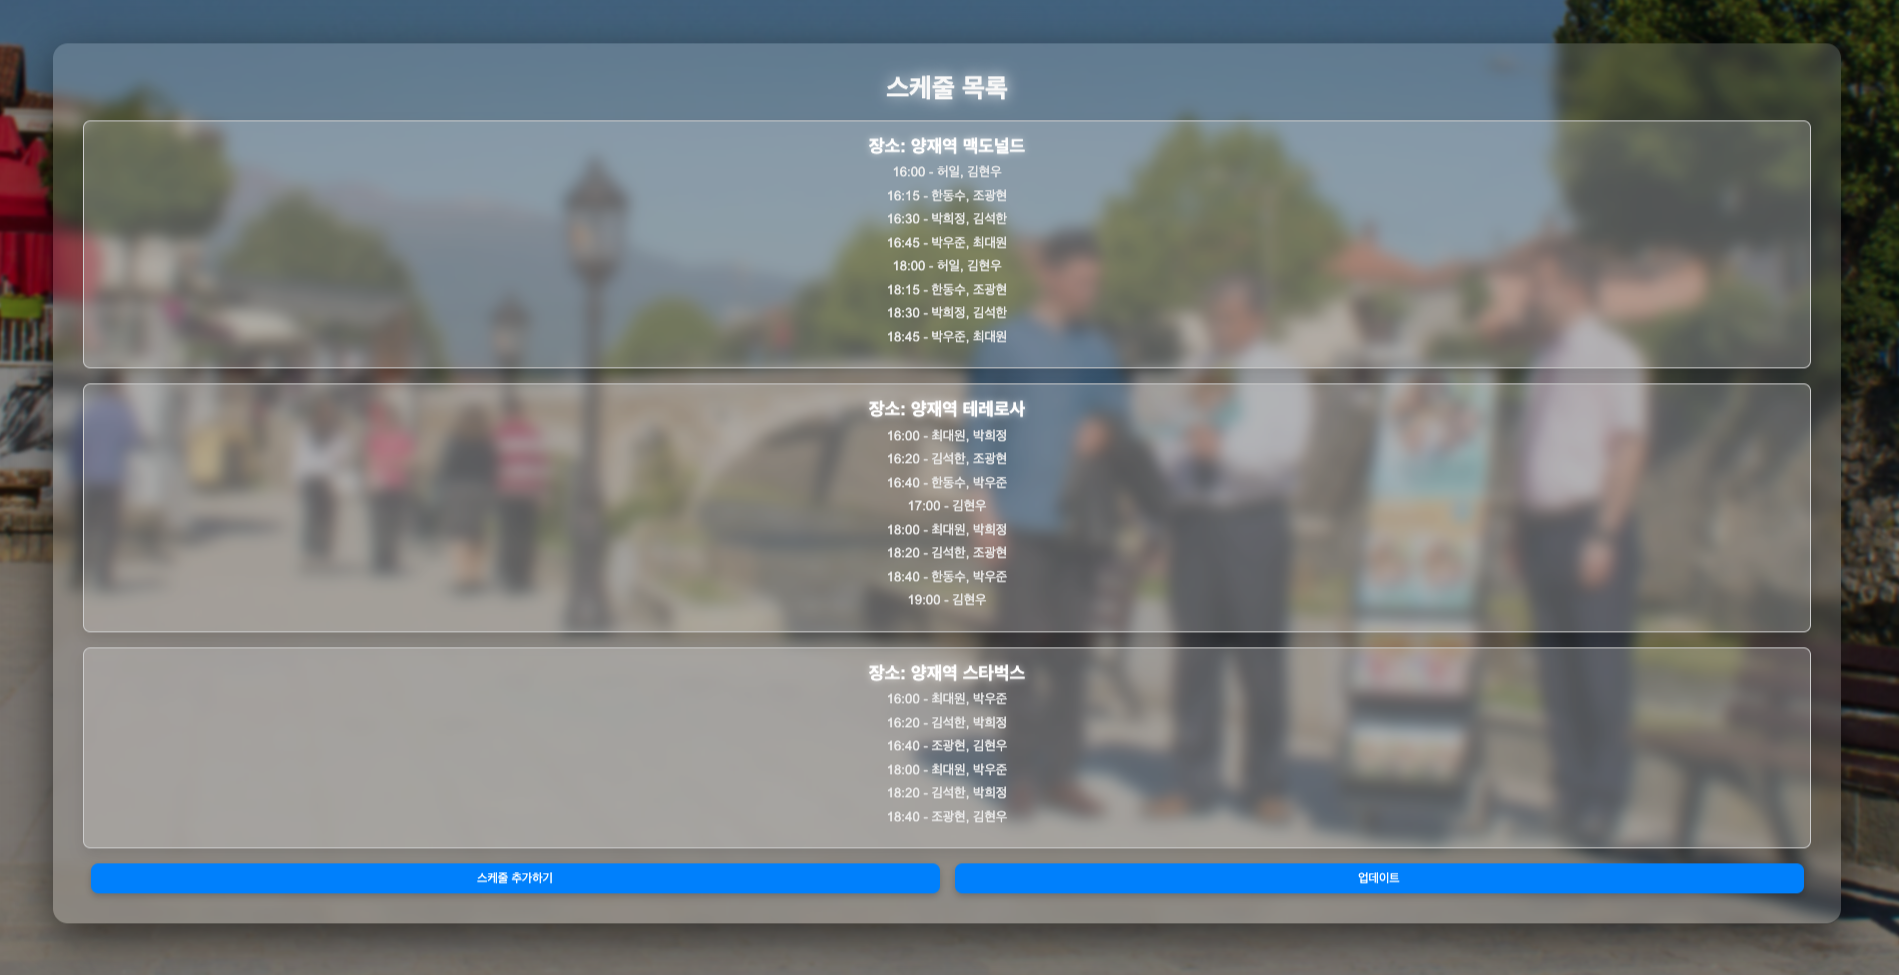 스케줄 목록
장소: 양재역 맥도널드
16:00 - 허일, 김현우
16:15 - 한동수, 조광현
16:30 - 박희정, 김석한
16:45 - 박우준, 최대원
18:00 - 허일, 김현우
18:15 - 한동수, 조광현
18:30 - 박희정, 김석한
18:45 - 박우준, 최대원
장소: 양재역 테레로사
16:00 - 최대원, 박희정
16:20 - 김석한, 조광현
16:40 - 한동수, 박우준
17:00 - 김현우
18:00 - 최대원, 박희정
18:20 - 김석한, 조광현
18:40 - 한동수, 박우준
19:00 - 김현우
장소: 양재역 스타벅스
16:00 - 최대원, 박우준
16:20 - 김석한, 박희정
16:40 - 조광현, 김현우
18:00 - 최대원, 박우준
18:20 - 김석한, 박희정
18:40 - 조광현, 김현우
스케줄 추가하기
업데이트